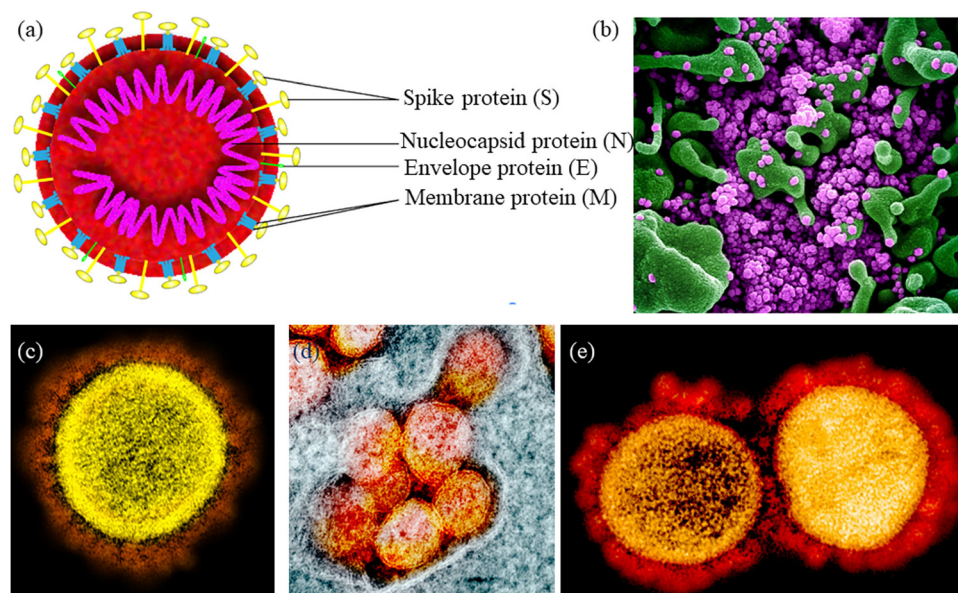 (a)
(b)
Spike protein (S)
Nucleocapsid protein (N)
Envelope protein (E)
Membrane protein (M)
(c)
(d)
(e)